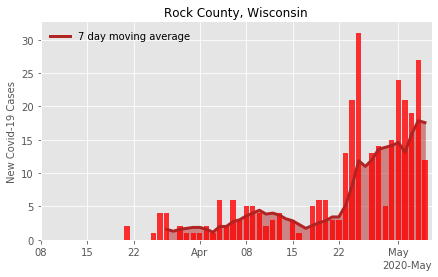 Rock County, Wisconsin
7 day moving average
New Covid-19 Cases
30
25
20
15
10
5
0
08
15
22
Apr
08
15
22
May
2020-May